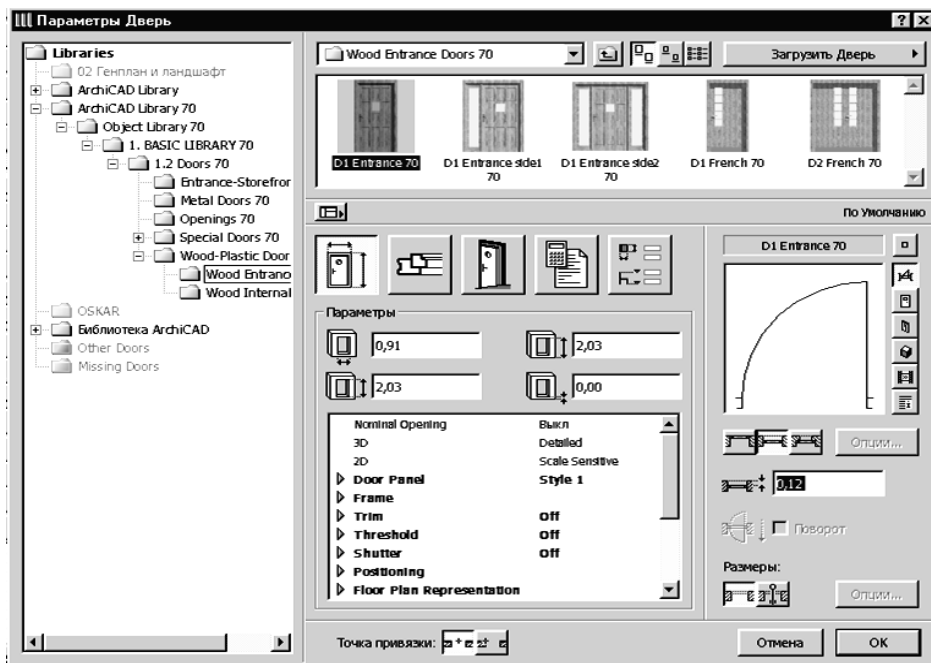 Параметры Дверь
Libraries
02 Генплан и ландшафт
ArchiCAD Library
ArchiCAD Library 70
Object Library 70
1. BASIC LIBRARY 70
1.2 Doors 70
Entrance-Storefror
Metal Doors 70
Openings 70
Special Doors 70
Wood-Plastic Door
Wood Entranc
Wood Internal
OSKAR
Библиотека ArchiCAD
Other Doors
Missing Doors
Wood Entrance Doors 70
Загрузить Дверь
D1 Entrance 70
D1 Entrance side1 70
D1 Entrance side2 70
D1 French 70
D2 French 70
По Умолчанию
Параметры
0,91
2,03
2,03
0,00
Nominal Opening Выкл
3D Detailed
2D Scale Sensitive
Door Panel Style 1
Frame
Trim Off
Threshold Off
Shutter Off
Positioning
Floor Plan Representation
D1 Entrance 70
Опции...
0,12
Поворот
Размеры:
Опции...
Точка привязки:
Отмена
OK